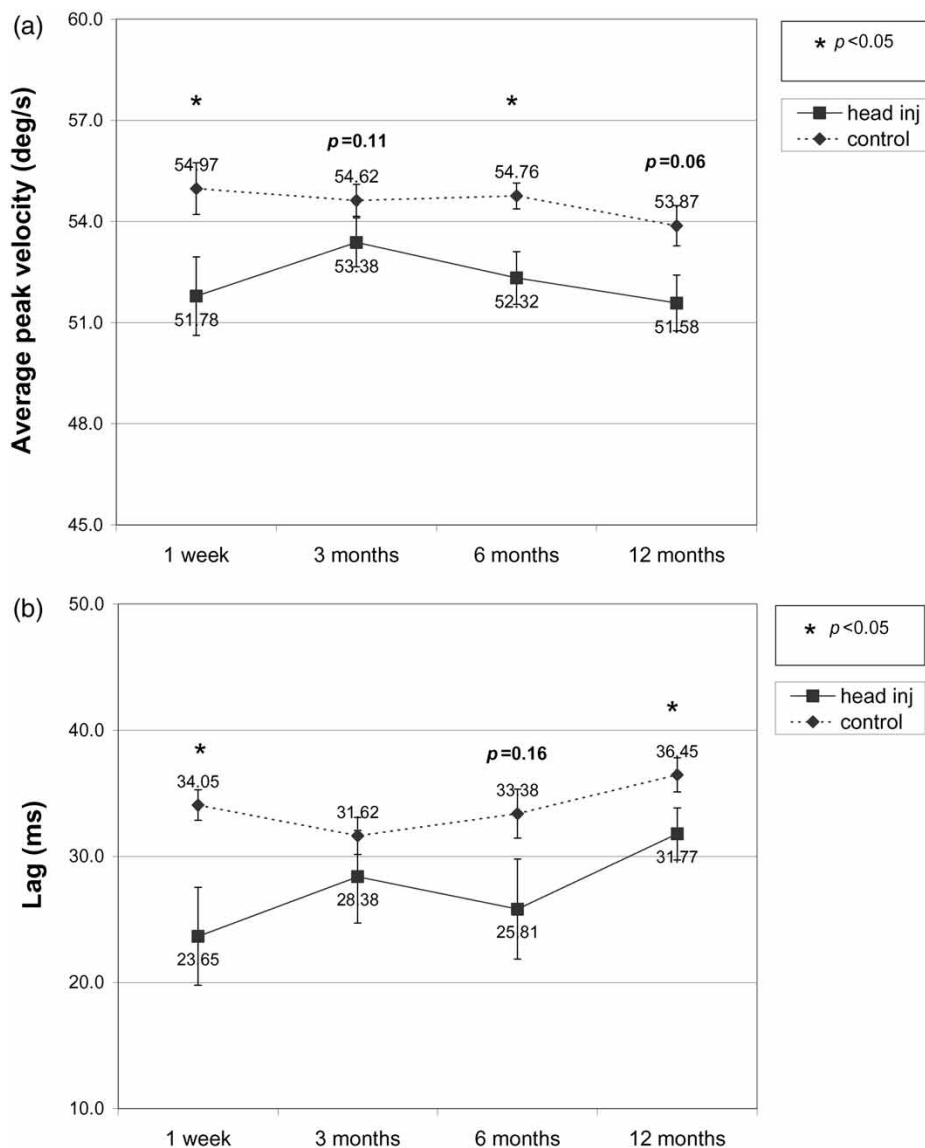 (a)
60.0
* p<0.05
head inj
control
* *
57.0
p=0.11
54.97
54.62
54.76
p=0.06
53.87
54.0
53.38
52.32
51.78
51.58
51.0
48.0
45.0
Average peak velocity (deg/s)
1 week 3 months 6 months 12 months
(b)
50.0
* p<0.05
head inj
control
*
40.0
*
p=0.16
36.45
34.05
33.38
31.62
31.77
30.0
28.38
25.81
23.65
20.0
10.0
Lag (ms)
1 week 3 months 6 months 12 months